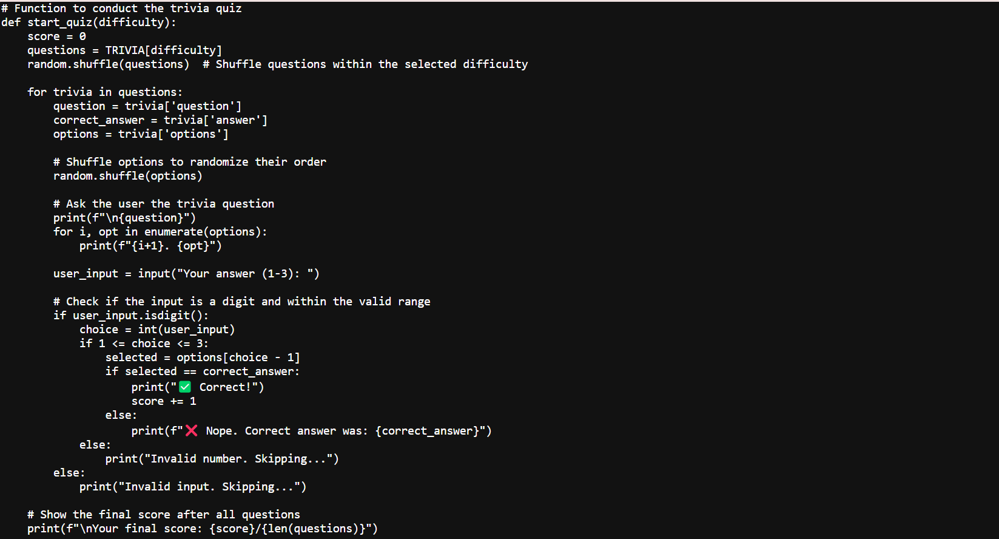 # Function to conduct the trivia quiz
def start_quiz(difficulty):
    score = 0
    questions = TRIVIA[difficulty]
    random.shuffle(questions)  # Shuffle questions within the selected difficulty

    for trivia in questions:
        question = trivia['question']
        correct_answer = trivia['answer']
        options = trivia['options']

        # Shuffle options to randomize their order
        random.shuffle(options)

        # Ask the user the trivia question
        print(f"\n{question}")
        for i, opt in enumerate(options):
            print(f"{i+1}. {opt}")

        user_input = input("Your answer (1-3): ")

        # Check if the input is a digit and within the valid range
        if user_input.isdigit():
            choice = int(user_input)
            if 1 <= choice <= 3:
                selected = options[choice - 1]
                if selected == correct_answer:
                    print("✅ Correct!")
                    score += 1
                else:
                    print(f"❌ Nope. Correct answer was: {correct_answer}")
            else:
                print("Invalid number. Skipping...")
        else:
            print("Invalid input. Skipping...")

    # Show the final score after all questions
    print(f"\nYour final score: {score}/{len(questions)}")